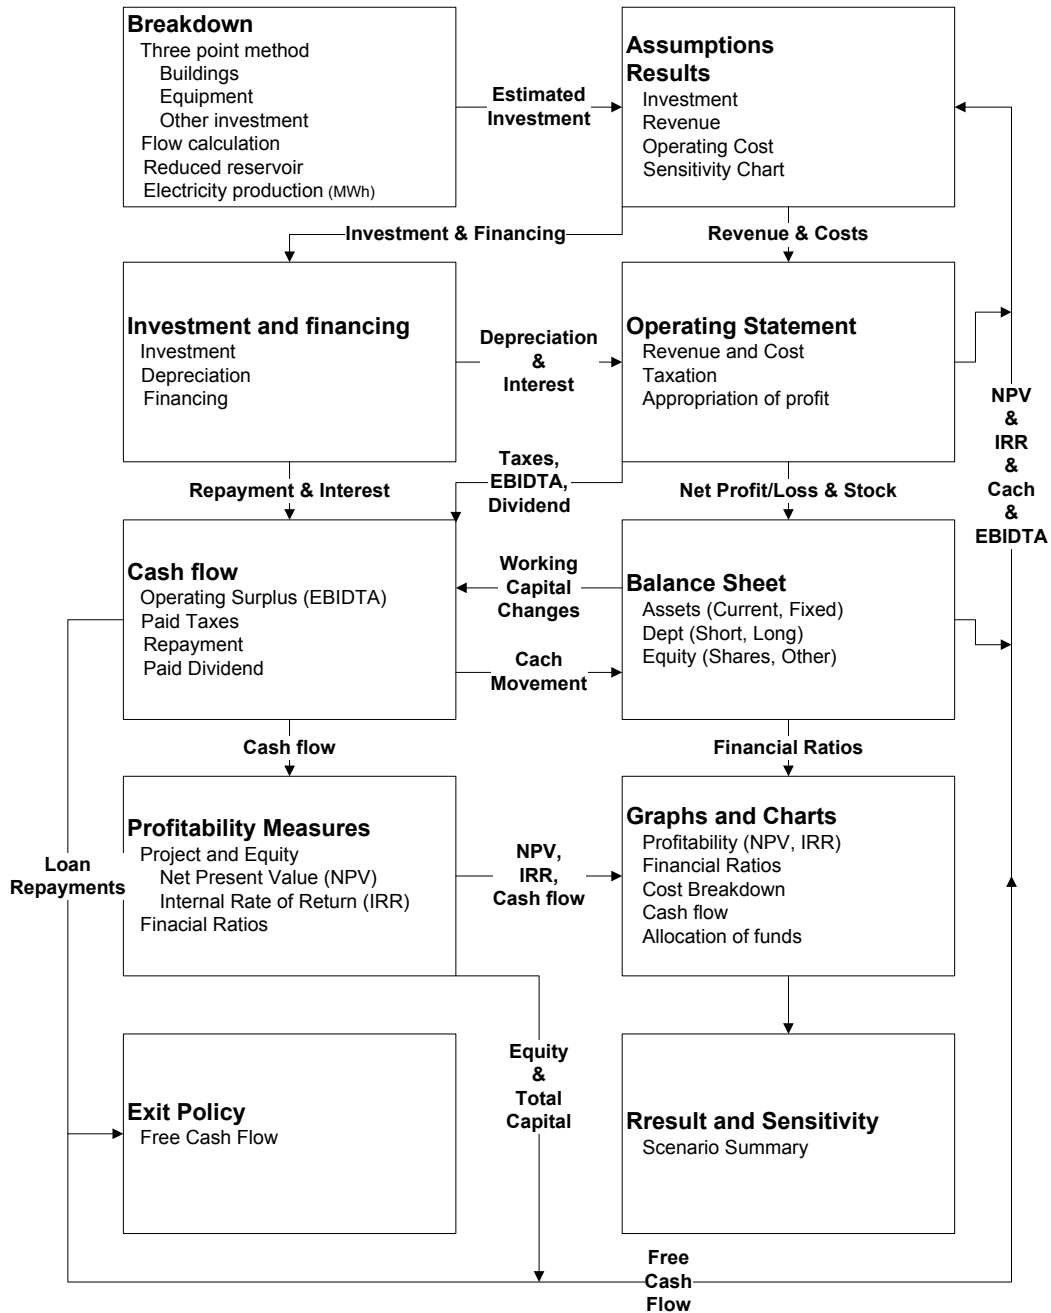 Breakdown
Three point method
Buildings
Equipment
Other investment
Flow calculation
Reduced reservoir
Electricity production (MWh)
Estimated
Investment
Assumptions
Results
Investment
Revenue
Operating Cost
Sensitivity Chart
Investment & Financing
Revenue & Costs
Investment and financing
Investment
Depreciation
Financing
Depreciation
&
Interest
Operating Statement
Revenue and Cost
Taxation
Appropriation of profit
NPV
&
IRR
&
Cach
&
EBIDTA
Repayment & Interest
Taxes,
EBIDTA,
Dividend
Net Profit/Loss & Stock
Cash flow
Operating Surplus (EBIDTA)
Paid Taxes
Repayment
Paid Dividend
Working
Capital
Changes
Cach
Movement
Balance Sheet
Assets (Current, Fixed)
Dept (Short, Long)
Equity (Shares, Other)
Cash flow
Financial Ratios
Loan
Repayments
Profitability Measures
Project and Equity
Net Present Value (NPV)
Internal Rate of Return (IRR)
Finacial Ratios
NPV,
IRR,
Cash flow
Graphs and Charts
Profitability (NPV, IRR)
Financial Ratios
Cost Breakdown
Cash flow
Allocation of funds
Exit Policy
Free Cash Flow
Equity
&
Total
Capital
Rresult and Sensitivity
Scenario Summary
Free
Cash
Flow